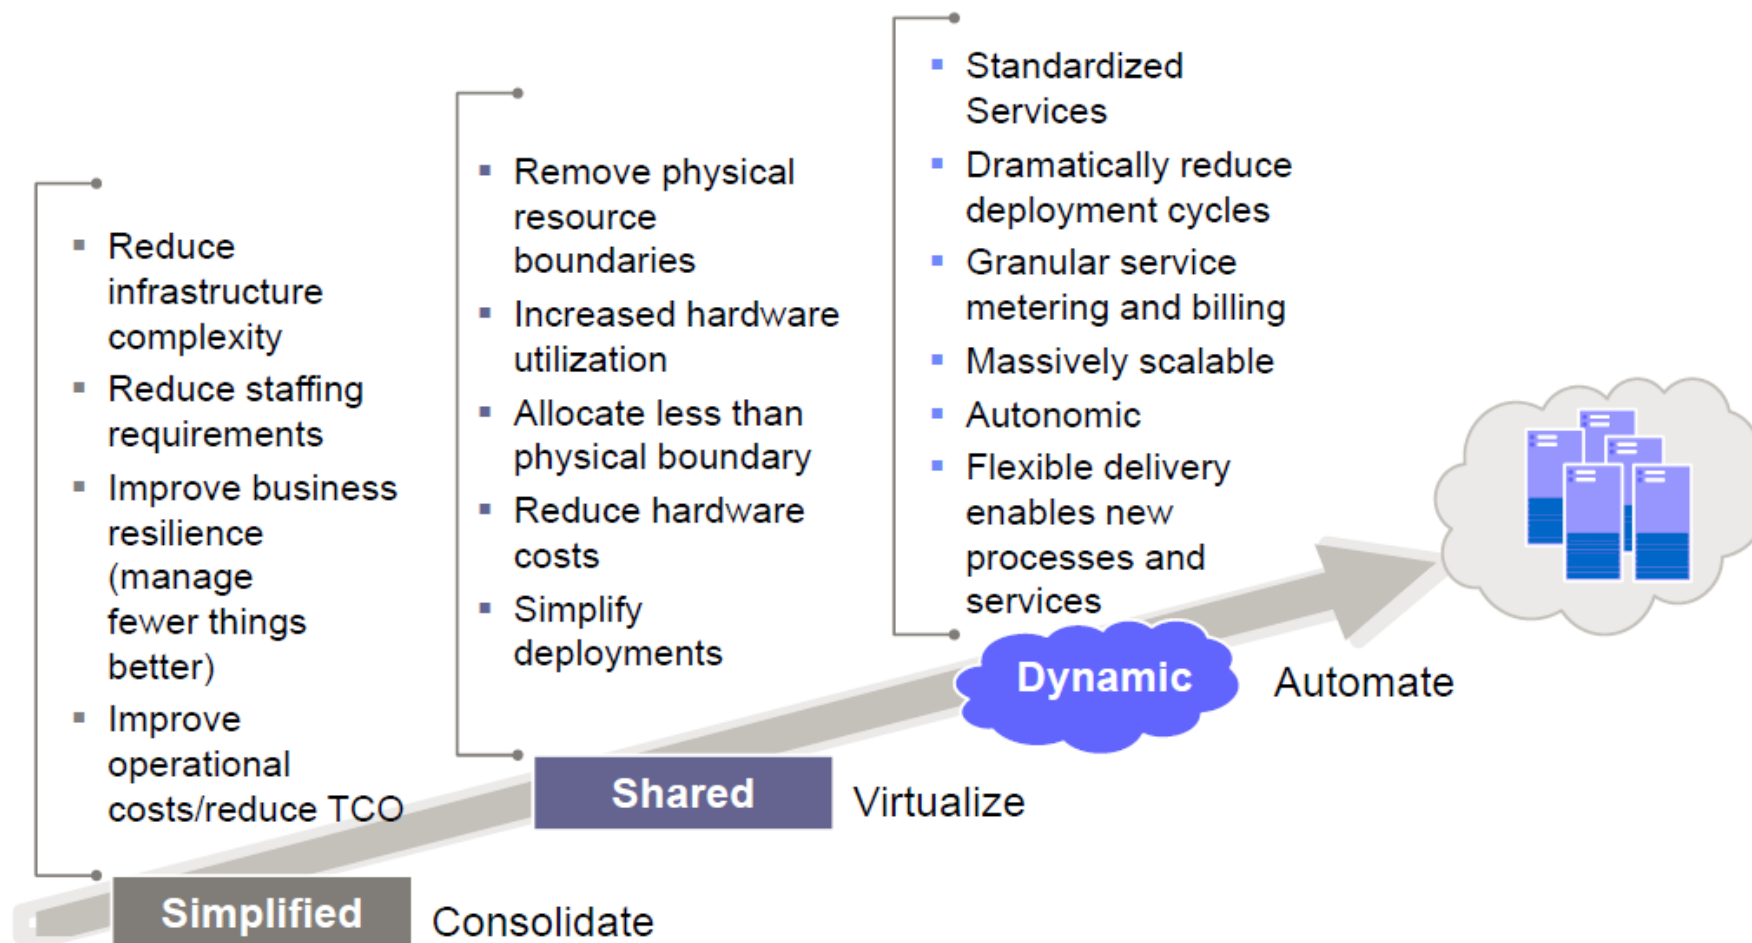 Reduce
infrastructure
complexity
Reduce staffing
requirements
Improve business
resilience
(manage
fewer things
better)
Improve
operational
costs/reduce TCO
Simplified
Consolidate
Remove physical
resource
boundaries
Increased hardware
utilization
Allocate less than
physical boundary
Reduce hardware
costs
Simplify
deployments
Shared
Virtualize
Standardized
Services
Dramatically reduce
deployment cycles
Granular service
metering and billing
Massively scalable
Autonomic
Flexible delivery
enables new
processes and
services
Dynamic
Automate